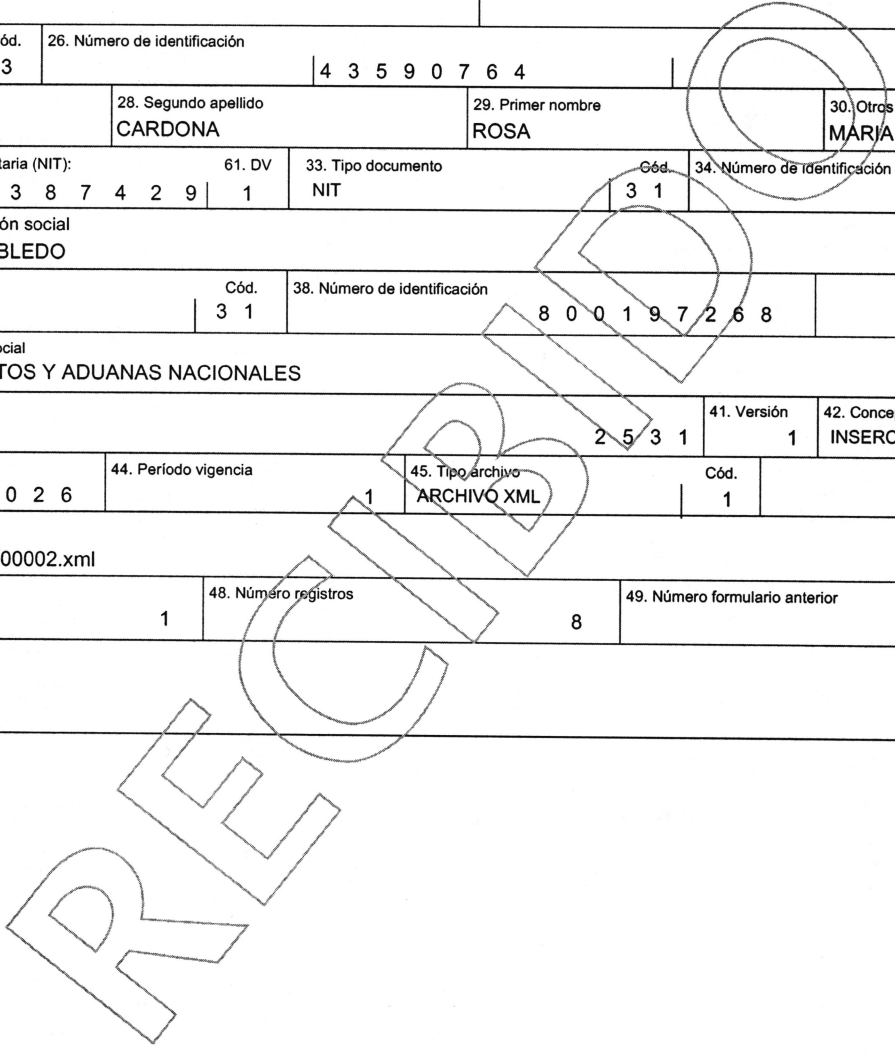 ód. 26. Número de identificación
3 4 3 5 9 0 7 6 4
28. Segundo apellido 29. Primer nombre 30. Otros
CARDONA ROSA MARIA
taria (NIT): 61. DV 33. Tipo documento Cód. 34. Número de identificación
3 8 7 4 2 9 1 NIT 3 1
ón social
BLEDO
Cód. 38. Número de identificación
3 1 8 0 0 1 9 7 2 6 8
ocial
TOS Y ADUANAS NACIONALES
41. Versión 42. Conce
2 5 3 1 1 INSERC
44. Período vigencia 45. Tipo archivo Cód.
0 2 6 1 ARCHIVO XML 1
00002.xml
48. Número registros 49. Número formulario anterior
1 8
RECIBIDO